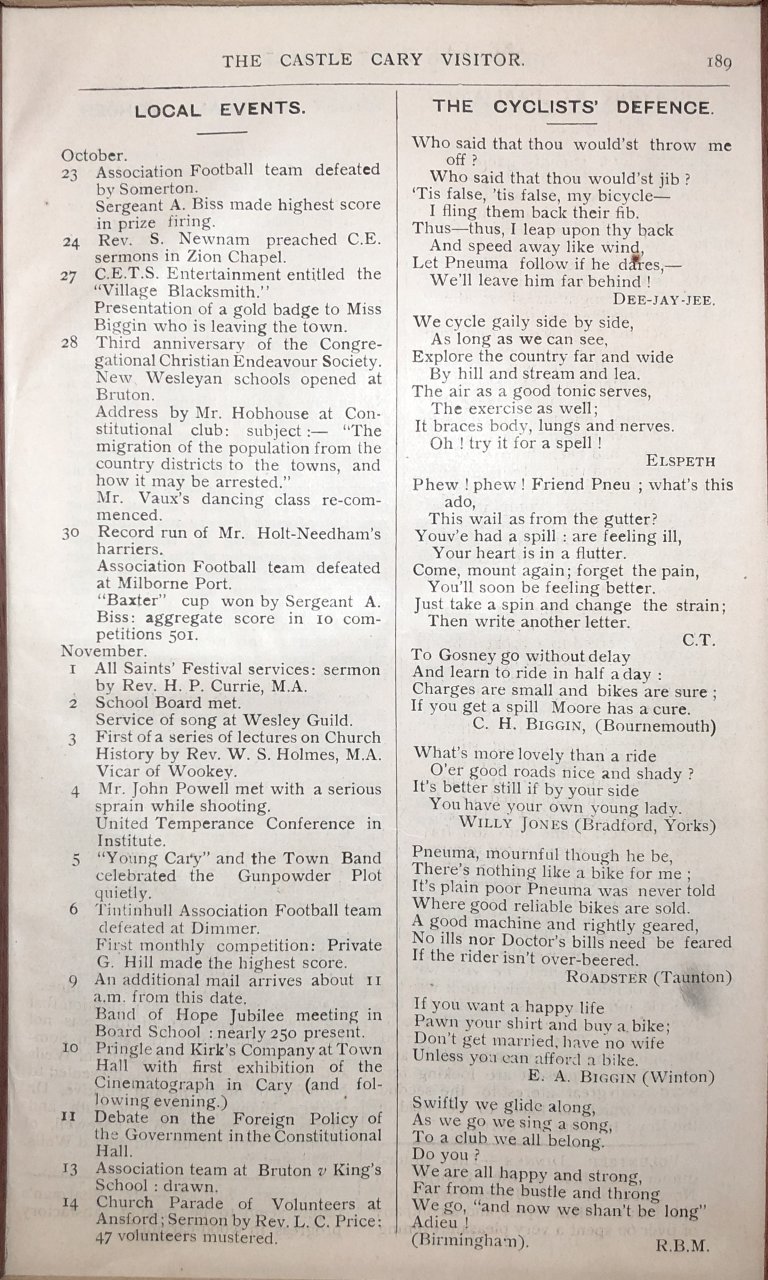 THE CASTLE CARY VISITOR. 189
LOCAL EVENTS.
October.
23 Association Football team defeated
by Somerton.
Sergeant A. Biss made highest score
in prize firing.
24 Rev. S. Newnam preached C.E.
sermons in Zion Chapel.
27 C.E.T.S. Entertainment entitled the
“Village Blacksmith.”
Presentation of a gold badge to Miss
Biggin who is leaving the town.
28 Third anniversary of the Congre-
gational Christian Endeavour Society.
New Wesleyan schools opened at
Bruton.
Address by Mr. Hobhouse at Con-
stitutional club: subject:— “The
migration of the population from the
country districts to the towns, and
how it may be arrested.”
Mr. Vaux's dancing class re-com-
menced.
30 Record run of Mr. Holt-Needham's
harriers.
Association Football team defeated
at Milborne Port.
“Baxter” cup won by Sergeant A.
Biss: aggregate score in 10 com-
petitions 501.
November.
1 All Saints' Festival services: sermon
by Rev. H. P. Currie, M.A.
2 School Board met.
Service of song at Wesley Guild.
3 First of a series of lectures on Church
History by Rev. W. S. Holmes, M.A.
Vicar of Wookey.
4 Mr. John Powell met with a serious
sprain while shooting.
United Temperance Conference in
Institute.
5 “Young Cary” and the Town Band
celebrated the Gunpowder Plot
quietly.
6 Tintinhull Association Football team
defeated at Dimmer.
First monthly competition: Private
G. Hill made the highest score.
9 An additional mail arrives about 11
a.m. from this date.
Band of Hope Jubilee meeting in
Board School : nearly 250 present.
10 Pringle and Kirk's Company at Town
Hall with first exhibition of the
Cinematograph in Cary (and fol-
lowing evening.)
11 Debate on the Foreign Policy of
the Government in the Constitutional
Hall.
13 Association team at Bruton v King's
School : drawn.
14 Church Parade of Volunteers at
Ansford; Sermon by Rev. L. C. Price:
47 volunteers mustered.
THE CYCLISTS' DEFENCE.
Who said that thou would'st throw me
off ?
Who said that thou would'st jib ?
‘Tis false, ’tis false, my bicycle—
I fling them back their fib.
Thus—thus, I leap upon thy back
And speed away like wind,
Let Pneuma follow if he dares,—
We'll leave him far behind !
DEE-JAY-JEE.
We cycle gaily side by side,
As long as we can see,
Explore the country far and wide
By hill and stream and lea.
The air as a good tonic serves,
The exercise as well;
It braces body, lungs and nerves.
Oh ! try it for a spell !
ELSPETH
Phew ! phew ! Friend Pneu ; what's this
ado,
This wail as from the gutter?
Youv'e had a spill : are feeling ill,
Your heart is in a flutter.
Come, mount again; forget the pain,
You'll soon be feeling better.
Just take a spin and change the strain;
Then write another letter.
C.T.
To Gosney go without delay
And learn to ride in half a day :
Charges are small and bikes are sure ;
If you get a spill Moore has a cure.
C. H. BIGGIN, (Bournemouth)
What's more lovely than a ride
O'er good roads nice and shady ?
It's better still if by your side
You have your own young lady.
WILLY JONES (Bradford, Yorks)
Pneuma, mournful though he be,
There's nothing like a bike for me ;
It's plain poor Pneuma was never told
Where good reliable bikes are sold.
A good machine and rightly geared,
No ills nor Doctor's bills need be feared
If the rider isn't over-beered.
ROADSTER (Taunton)
If you want a happy life
Pawn your shirt and buy a bike;
Don't get married, have no wife
Unless you can afford a bike.
E. A. BIGGIN (Winton)
Swiftly we glide along,
As we go we sing a song,
To a club we all belong.
Do you ?
We are all happy and strong,
Far from the bustle and throng
We go, “and now we shan't be long”
Adieu !
(Birmingham). R.B.M.